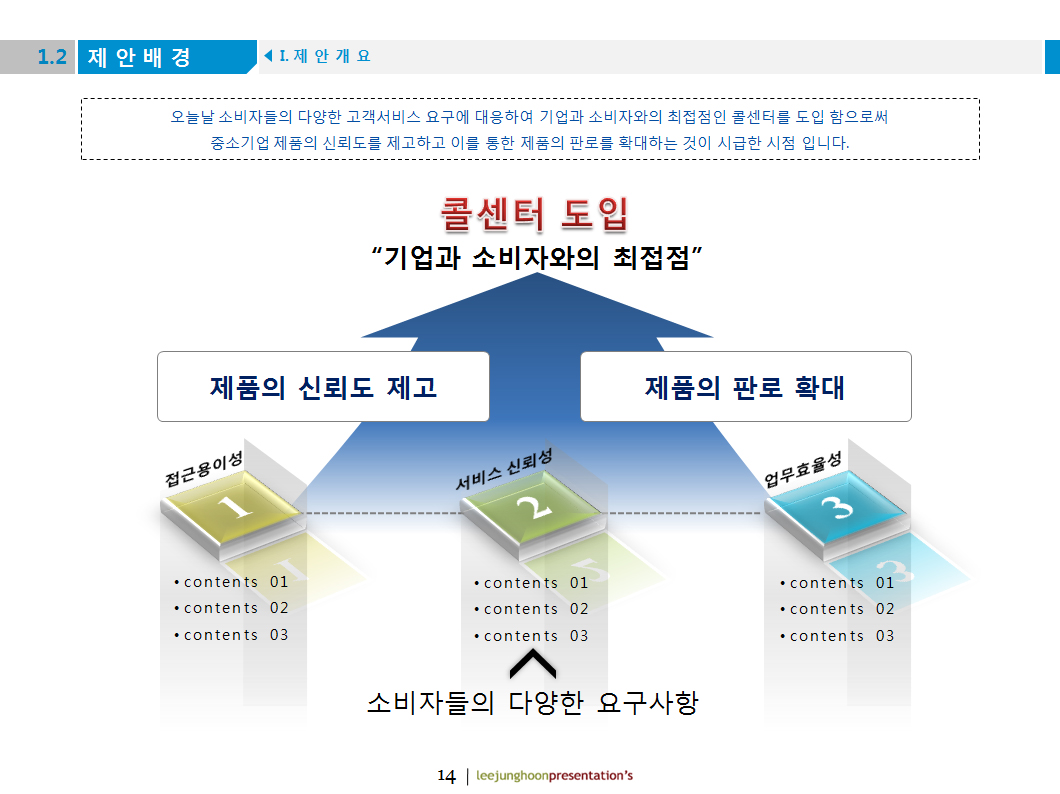 1.2 제안배경 I. 제안개요
오늘날 소비자들의 다양한 고객서비스 요구에 대응하여 기업과 소비자와의 최접점인 콜센터를 도입 함으로써
중소기업 제품의 신뢰도를 제고하고 이를 통한 제품의 판로를 확대하는 것이 시급한 시점 입니다.
콜센터 도입
“기업과 소비자와의 최접점”
제품의 신뢰도 제고
제품의 판로 확대
접근용이성
1
1
• contents 01
• contents 02
• contents 03
서비스 신뢰성
2
5
• contents 01
• contents 02
• contents 03
업무효율성
3
3
• contents 01
• contents 02
• contents 03
소비자들의 다양한 요구사항
14 | leejunghoonpresentation's